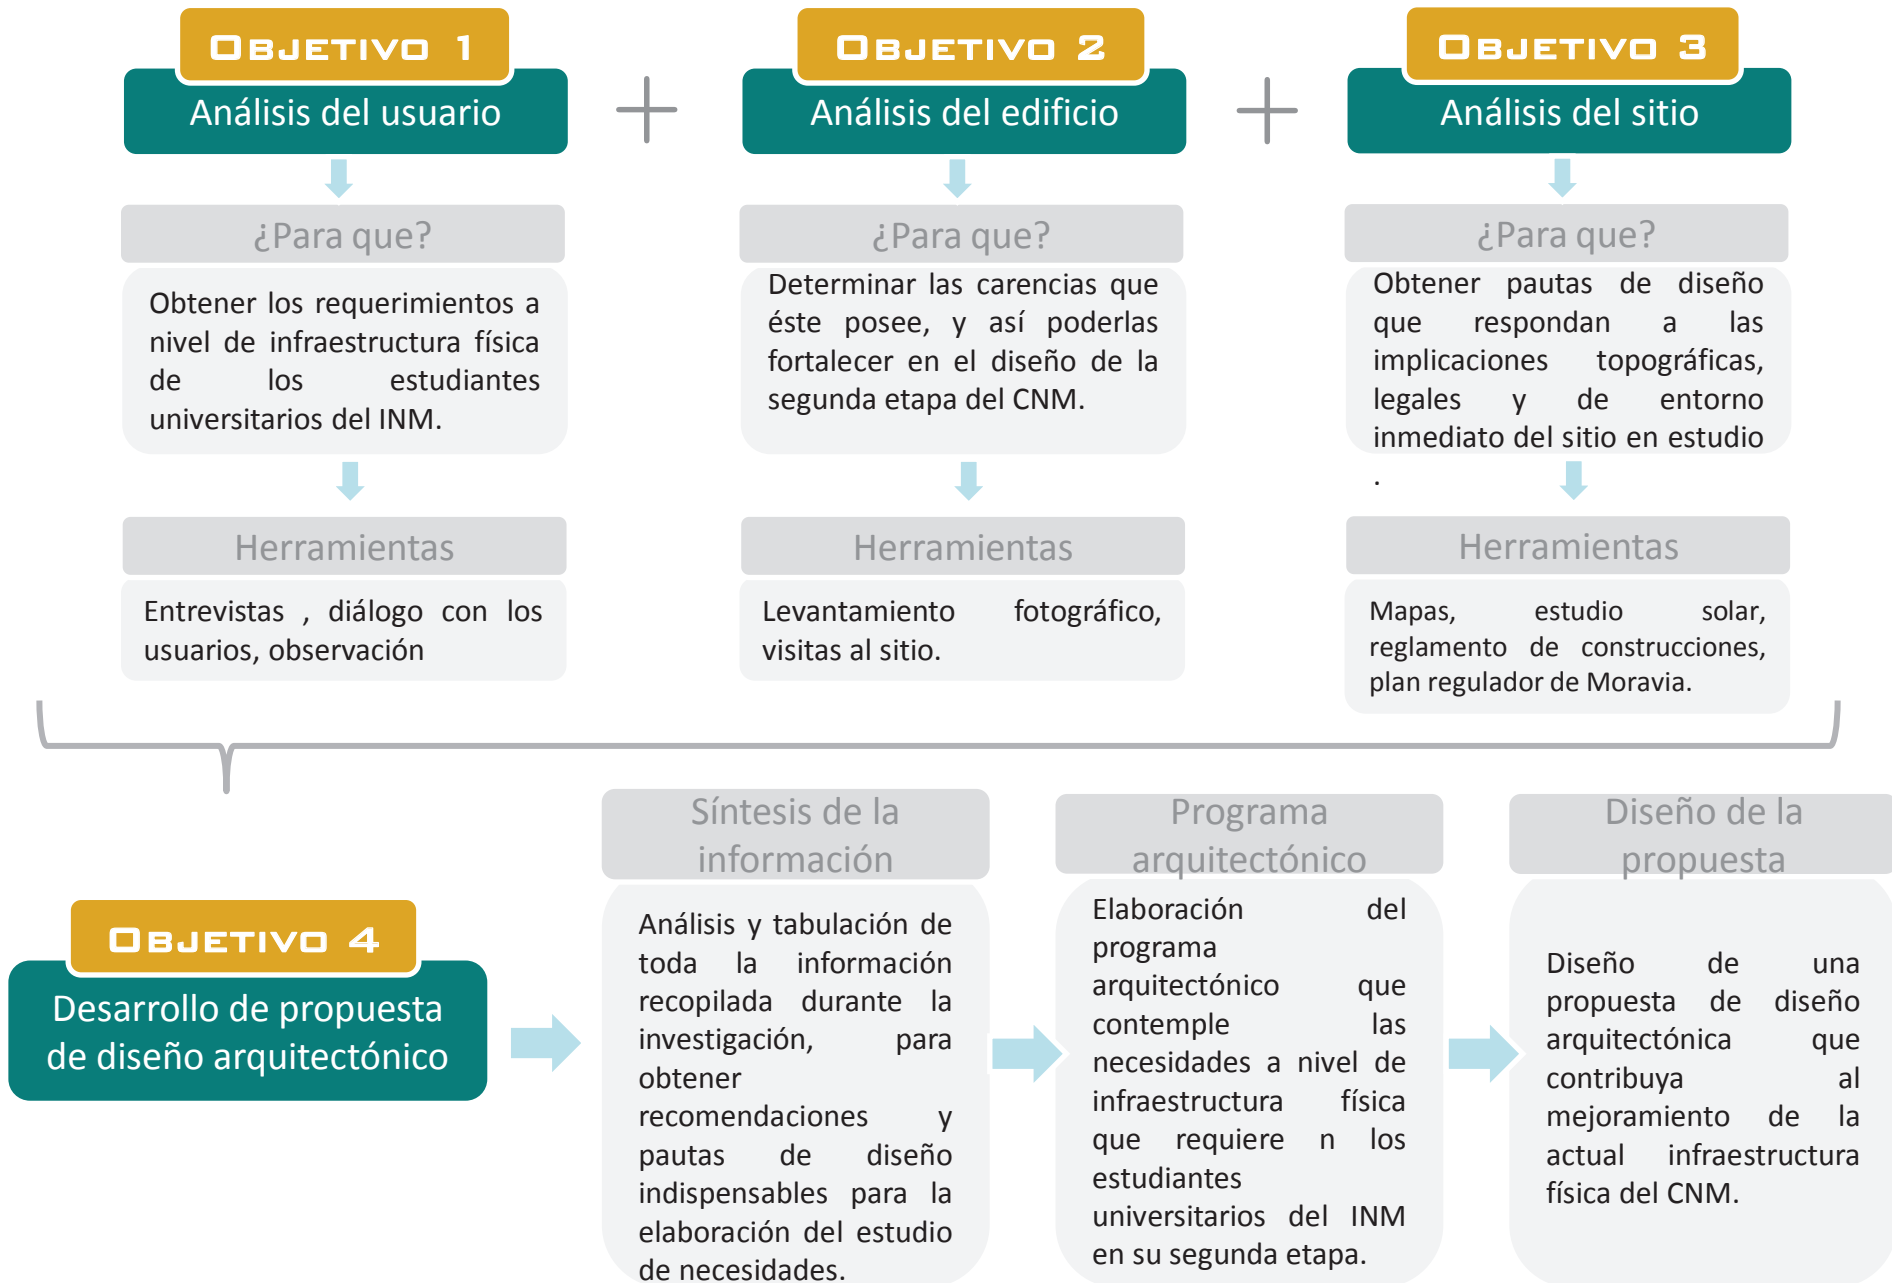 OBJETIVO 1
Análisis del usuario
¿Para que?
Obtener los requerimientos a
nivel de infraestructura física
de los estudiantes
universitarios del INM.
Herramientas
Entrevistas , diálogo con los
usuarios, observación
OBJETIVO 2
Análisis del edificio
¿Para que?
Determinar las carencias que
éste posee, y así poderlas
fortalecer en el diseño de la
segunda etapa del CNM.
Herramientas
Levantamiento fotográfico,
visitas al sitio.
OBJETIVO 3
Análisis del sitio
¿Para que?
Obtener pautas de diseño
que respondan a las
implicaciones topográficas,
legales y de entorno
inmediato del sitio en estudio
.
Herramientas
Mapas, estudio solar,
reglamento de construcciones,
plan regulador de Moravia.
OBJETIVO 4
Desarrollo de propuesta
de diseño arquitectónico
Síntesis de la
información
Análisis y tabulación de
toda la información
recopilada durante la
investigación, para
obtener
recomendaciones y
pautas de diseño
indispensables para la
elaboración del estudio
de necesidades.
Programa
arquitectónico
Elaboración del
programa
arquitectónico que
contemple las
necesidades a nivel de
infraestructura física
que requiere n los
estudiantes
universitarios del INM
en su segunda etapa.
Diseño de la
propuesta
Diseño de una
propuesta de diseño
arquitectónica que
contribuya al
mejoramiento de la
actual infraestructura
física del CNM.